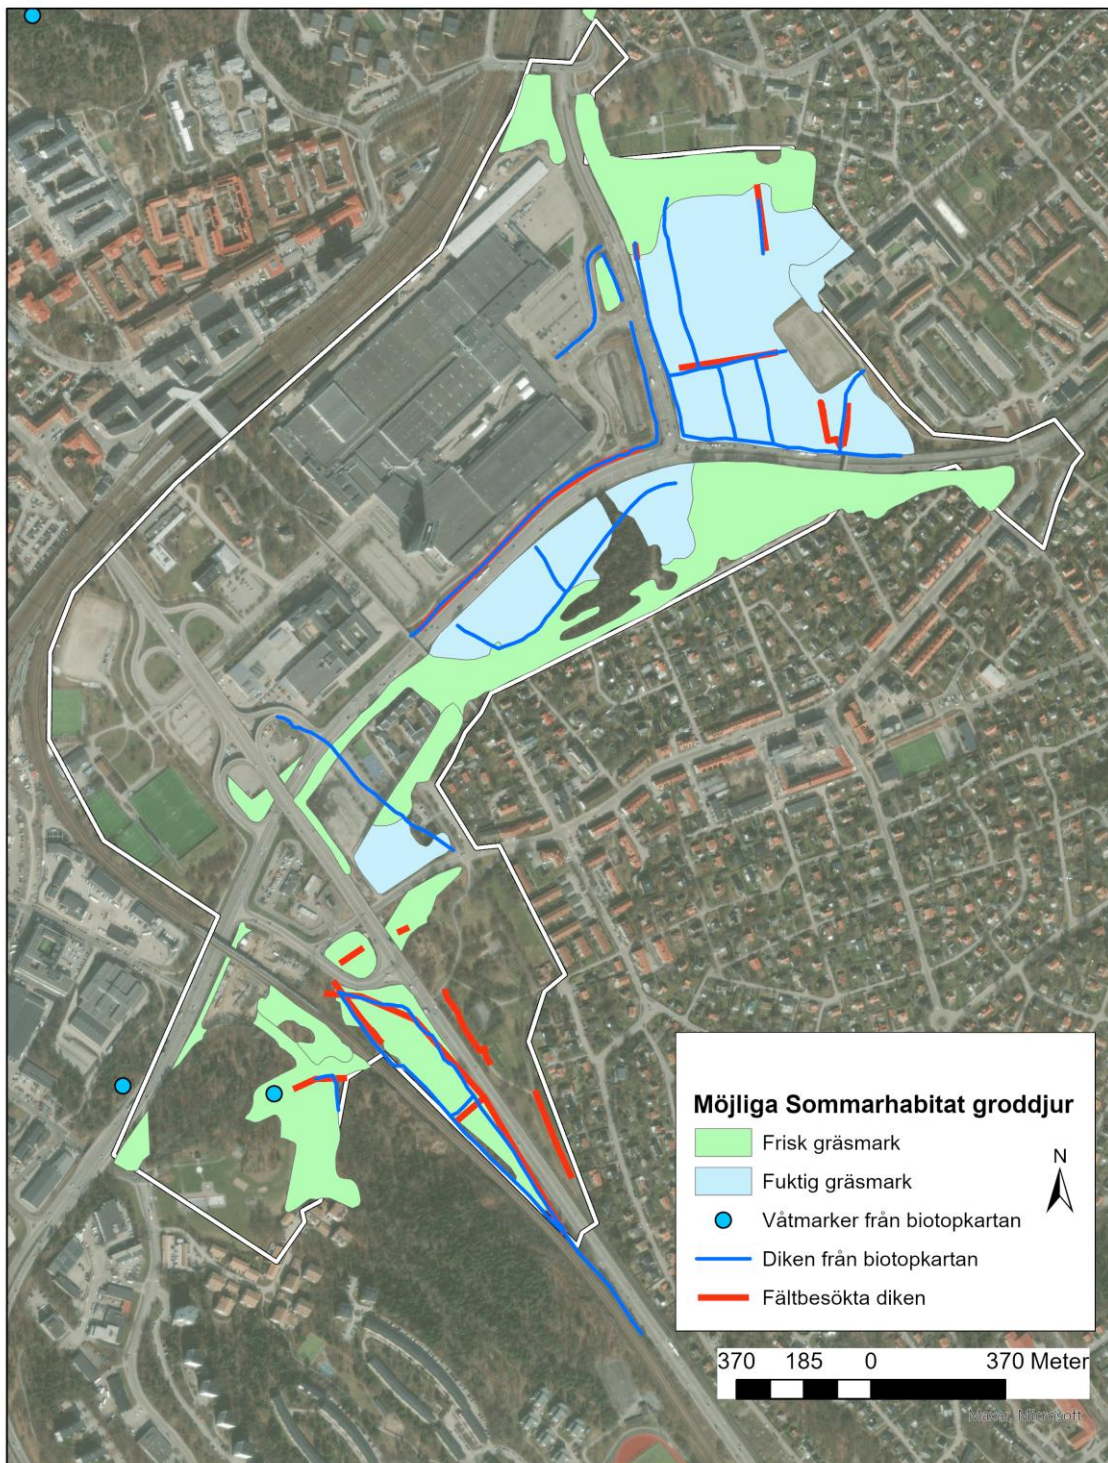 Möjliga Sommarhabitat groddjur
Frisk gräsmark
Fuktig gräsmark
N
Våtmarker från biotopkartan
Diken från biotopkartan
Fältbesökta diken
370 185 0 370 Meter
Maxar, Microsoft